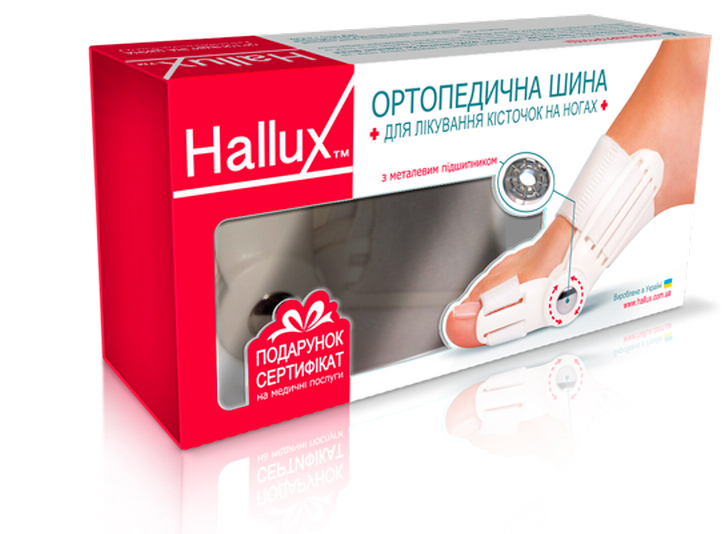 Hallux™
Hallux™
ОРТОПЕДИЧНА ШИНА
ДЛЯ ЛІКУВАННЯ КІСТОЧОК НА НОГАХ
з металевим підшипником
ПОДАРУНОК
СЕРТИФІКАТ
на медичні послуги
Вироблено в Україні
www.hallux.com.ua